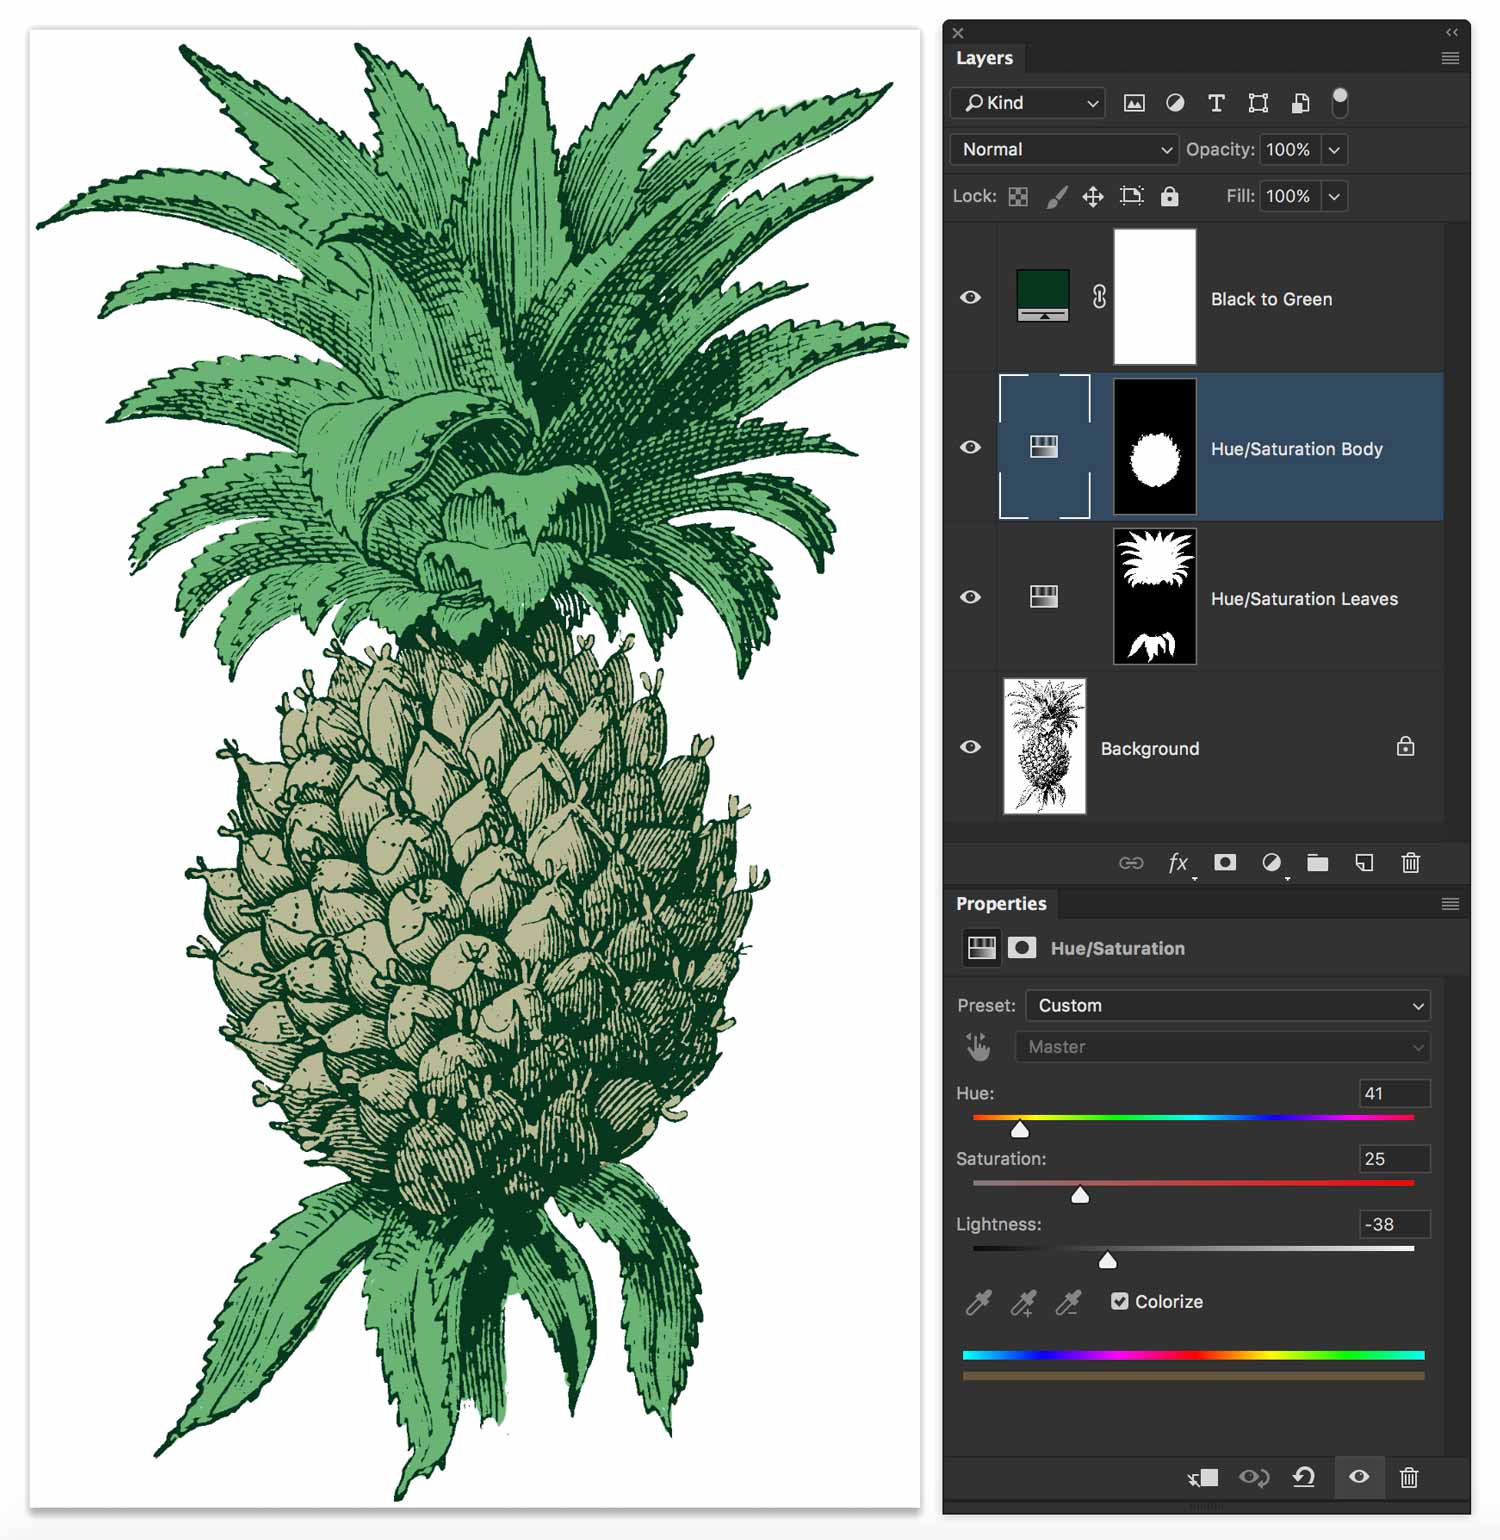 Layers
Kind
Normal Opacity: 100%
Lock: Fill: 100%
Black to Green
Hue/Saturation Body
Hue/Saturation Leaves
Background
fx
Properties
Hue/Saturation
Preset: Custom
Master
Hue: 41
Saturation: 25
Lightness: -38
Colorize